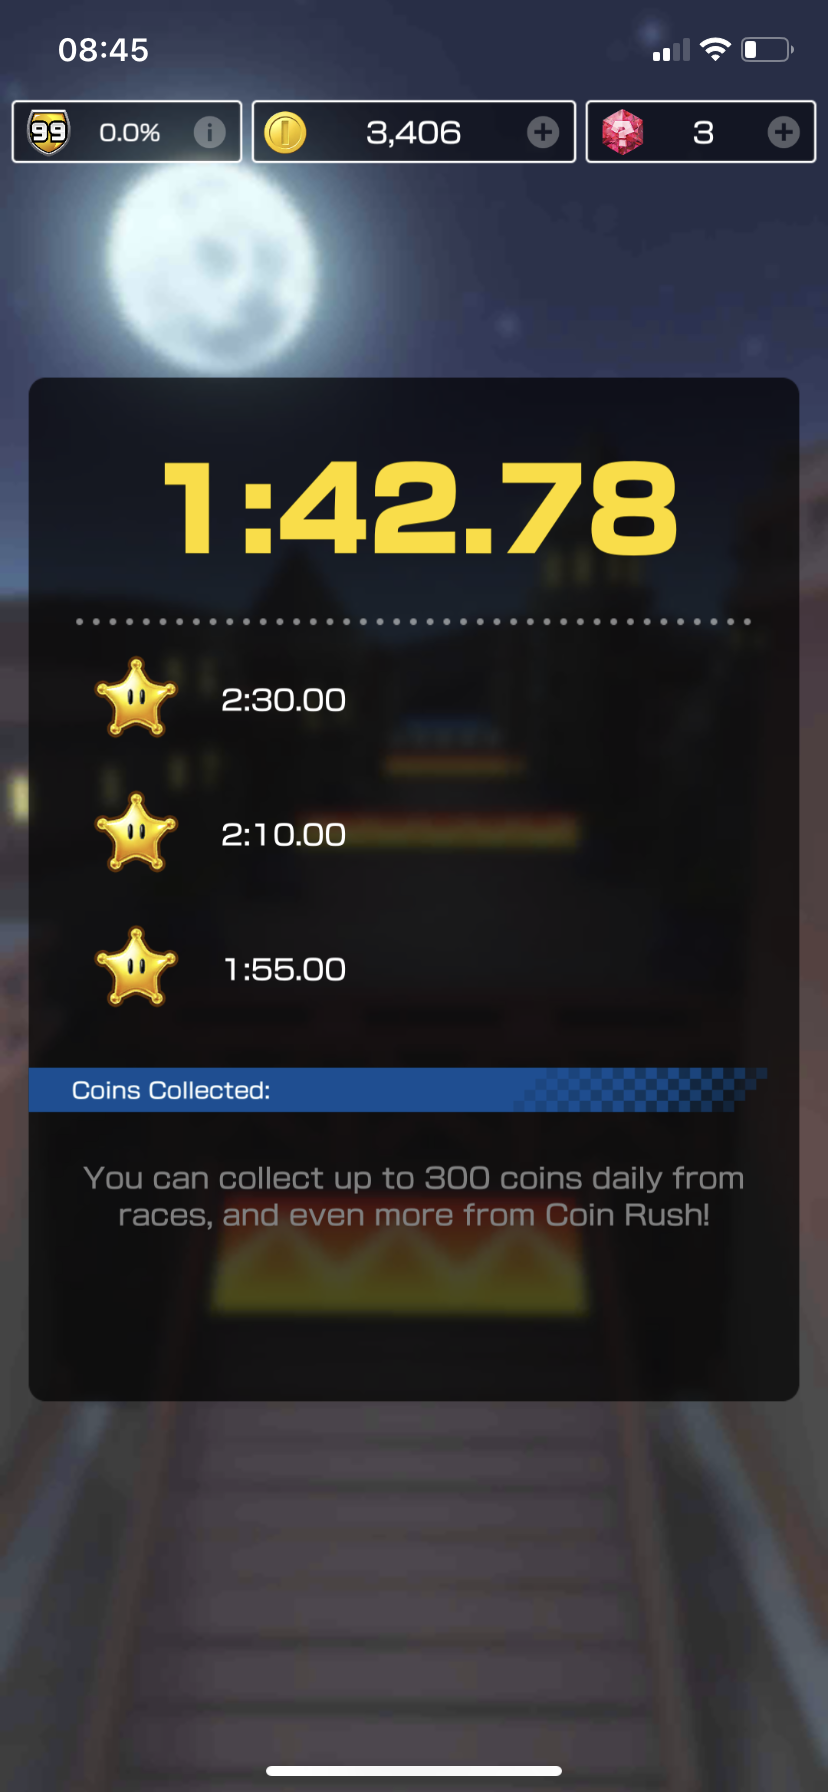 08:45
99 0.0% i 3,406 + ? 3 +
1:42.78
2:30.00
2:10.00
1:55.00
Coins Collected:
You can collect up to 300 coins daily from
races, and even more from Coin Rush!